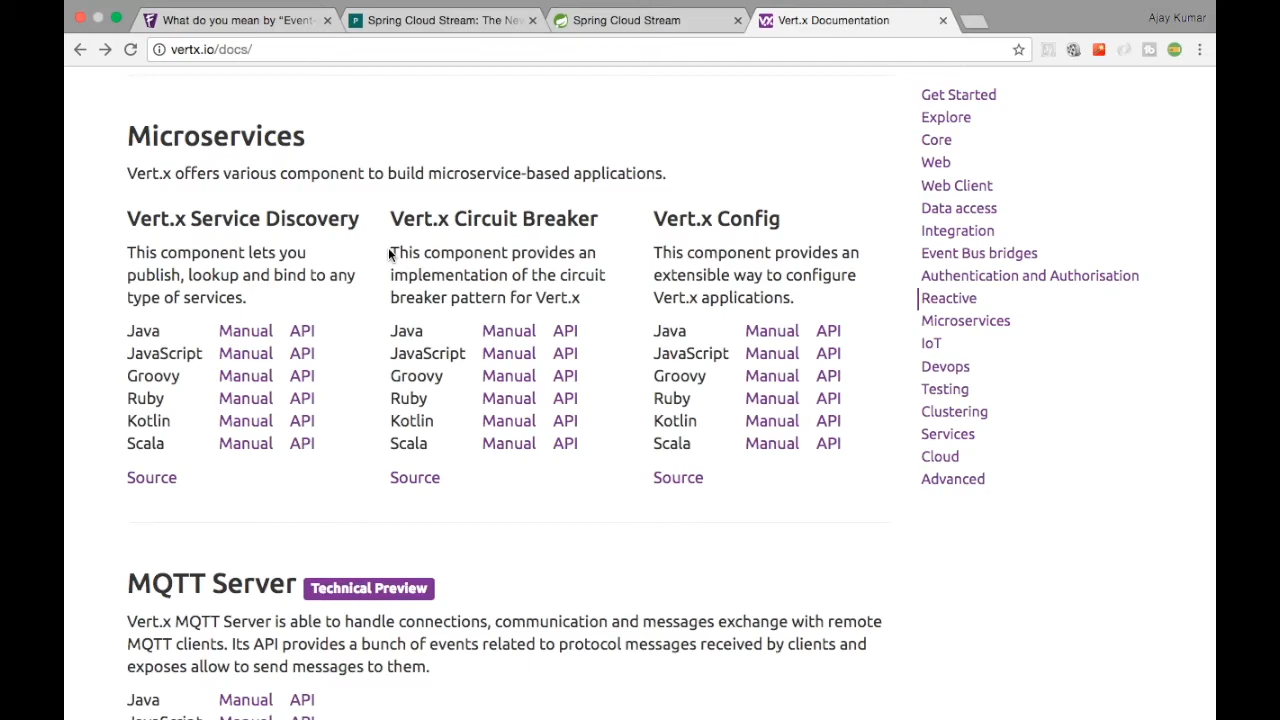 What do you mean by “Event-
Spring Cloud Stream: The Nev
Spring Cloud Stream
Vert.x Documentation
Ajay Kumar
vertx.io/docs/
Microservices
Vert.x offers various component to build microservice-based applications.
Vert.x Service Discovery
This component lets you
publish, lookup and bind to any
type of services.
Java Manual API
JavaScript Manual API
Groovy Manual API
Ruby Manual API
Kotlin Manual API
Scala Manual API
Source
Vert.x Circuit Breaker
This component provides an
implementation of the circuit
breaker pattern for Vert.x
Java Manual API
JavaScript Manual API
Groovy Manual API
Ruby Manual API
Kotlin Manual API
Scala Manual API
Source
Vert.x Config
This component provides an
extensible way to configure
Vert.x applications.
Java Manual API
JavaScript Manual API
Groovy Manual API
Ruby Manual API
Kotlin Manual API
Scala Manual API
Source
MQTT Server Technical Preview
Vert.x MQTT Server is able to handle connections, communication and messages exchange with remote
MQTT clients. Its API provides a bunch of events related to protocol messages received by clients and
exposes allow to send messages to them.
Java Manual API
JavaScript Manual API
Get Started
Explore
Core
Web
Web Client
Data access
Integration
Event Bus bridges
Authentication and Authorisation
Reactive
Microservices
IoT
Devops
Testing
Clustering
Services
Cloud
Advanced